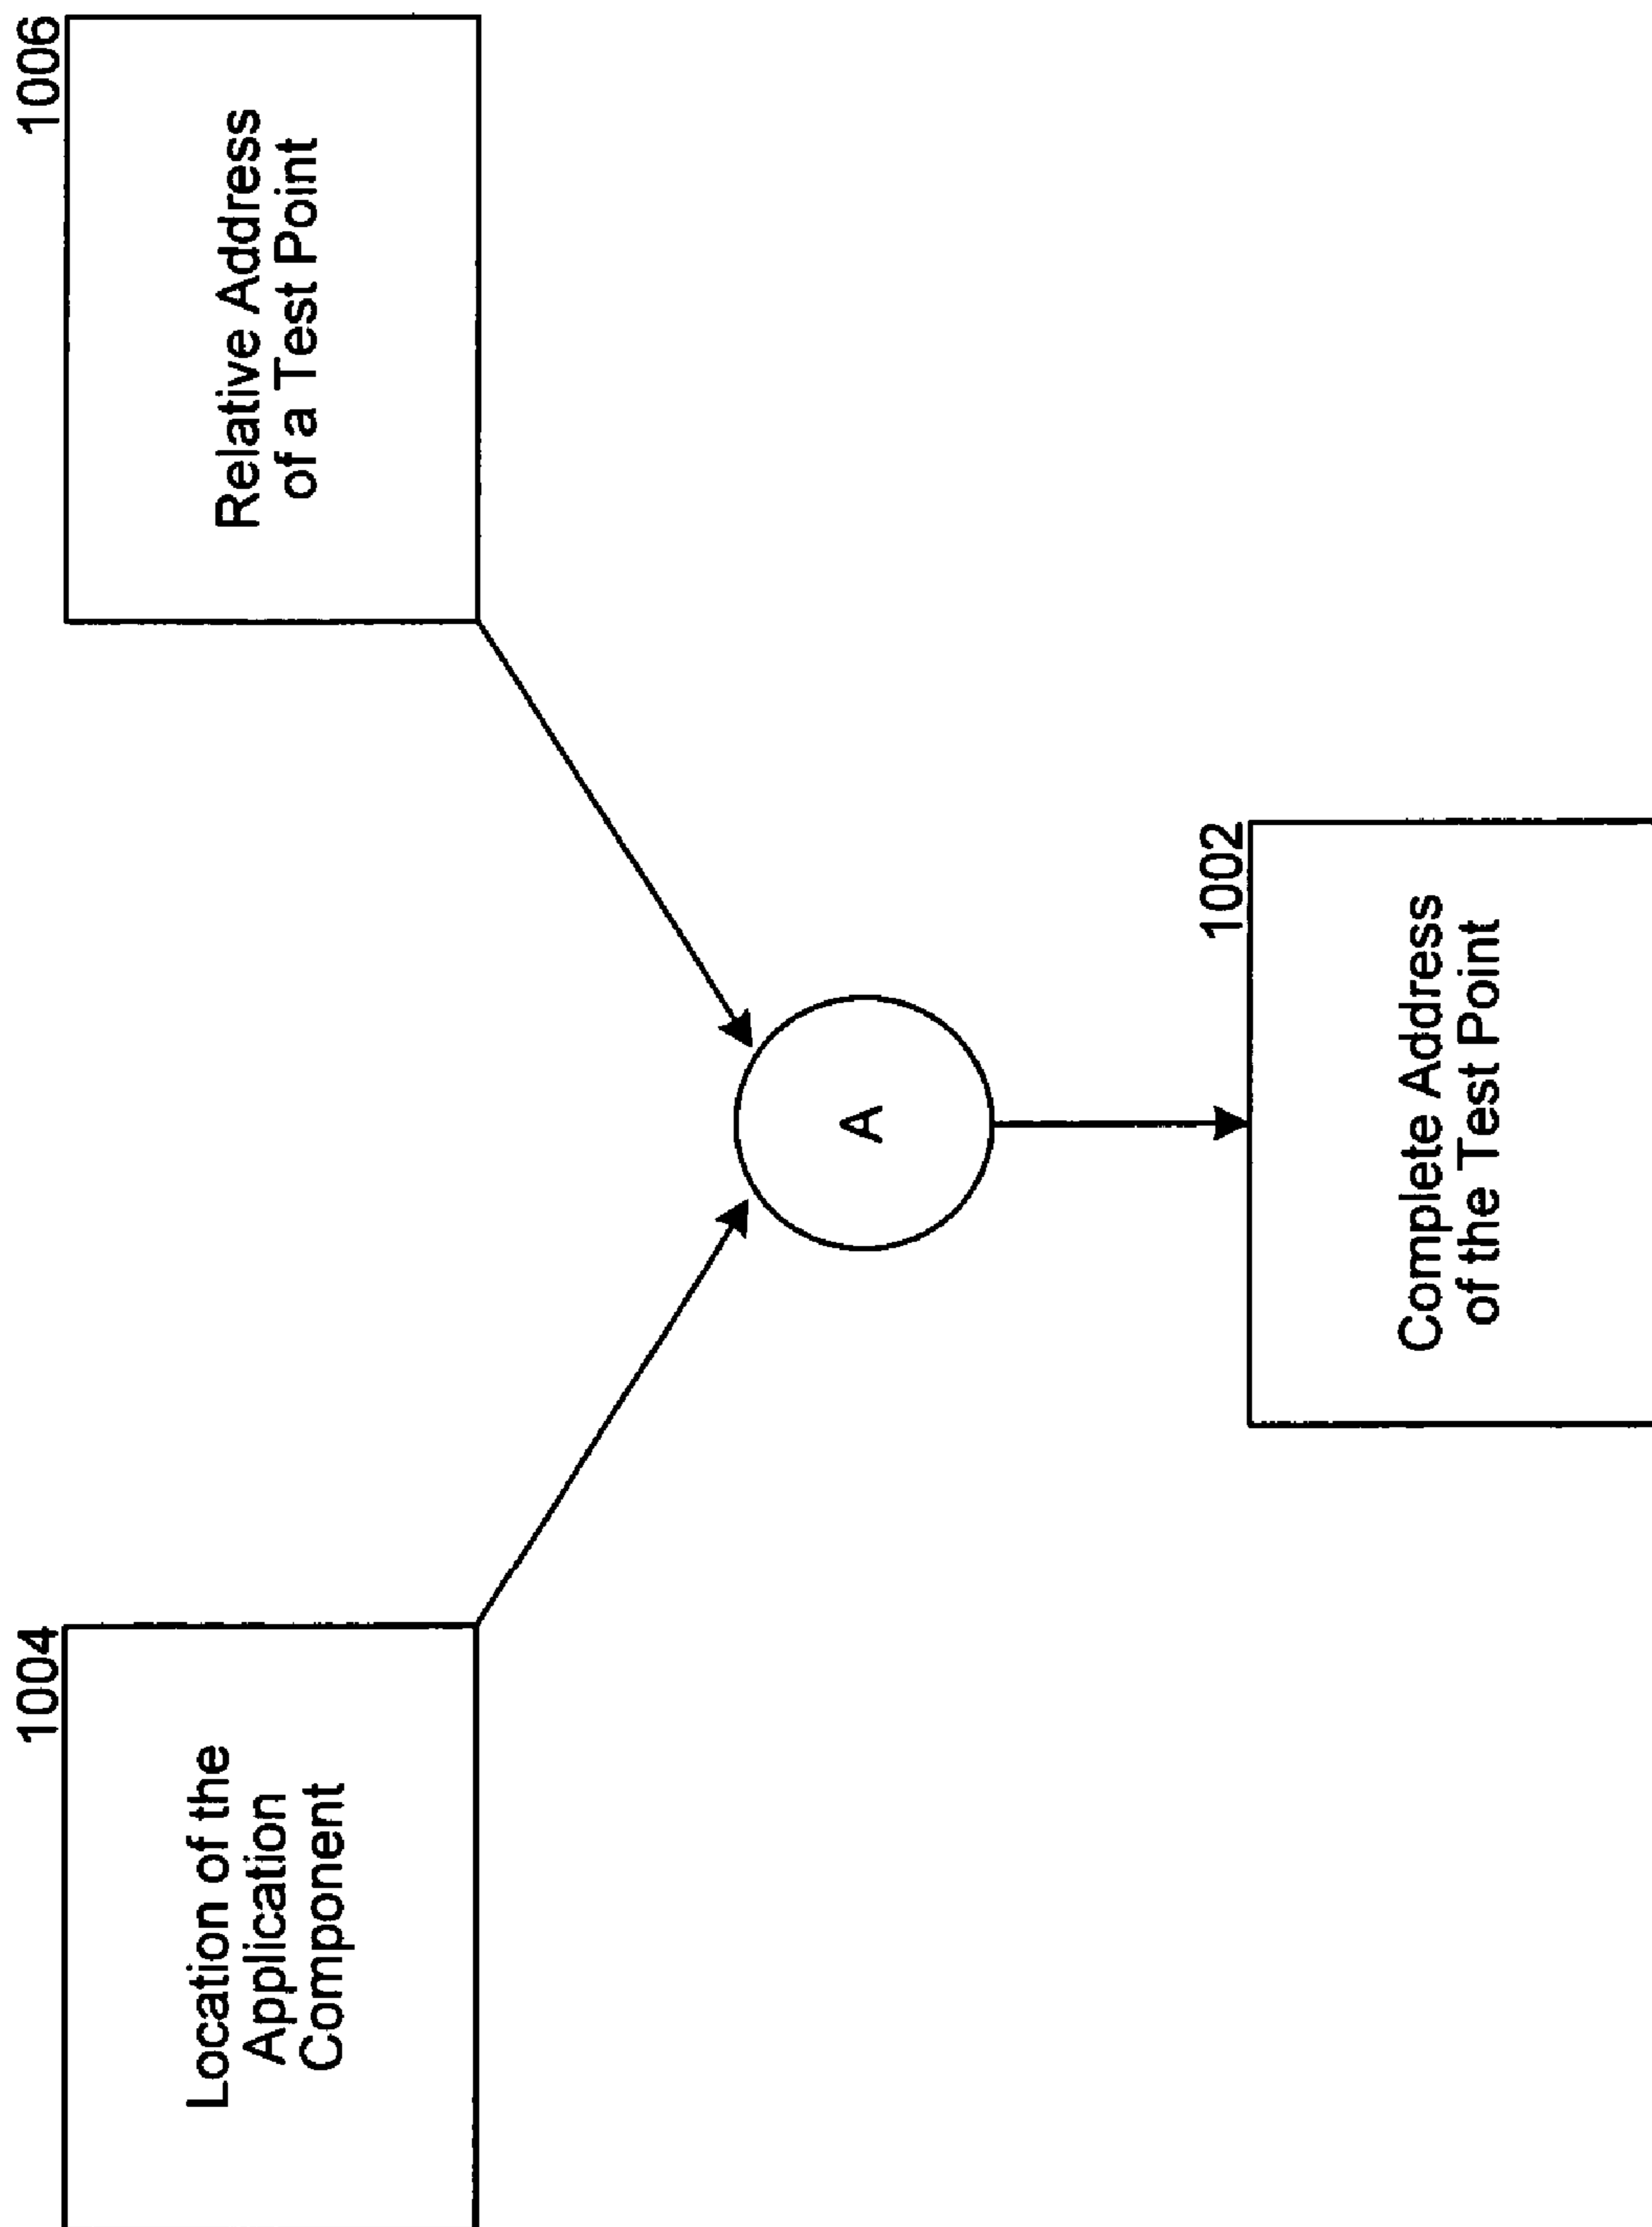 1004
Location of the
Application
Component
1006
Relative Address
of a Test Point
A
1002
Complete Address
of the Test Point